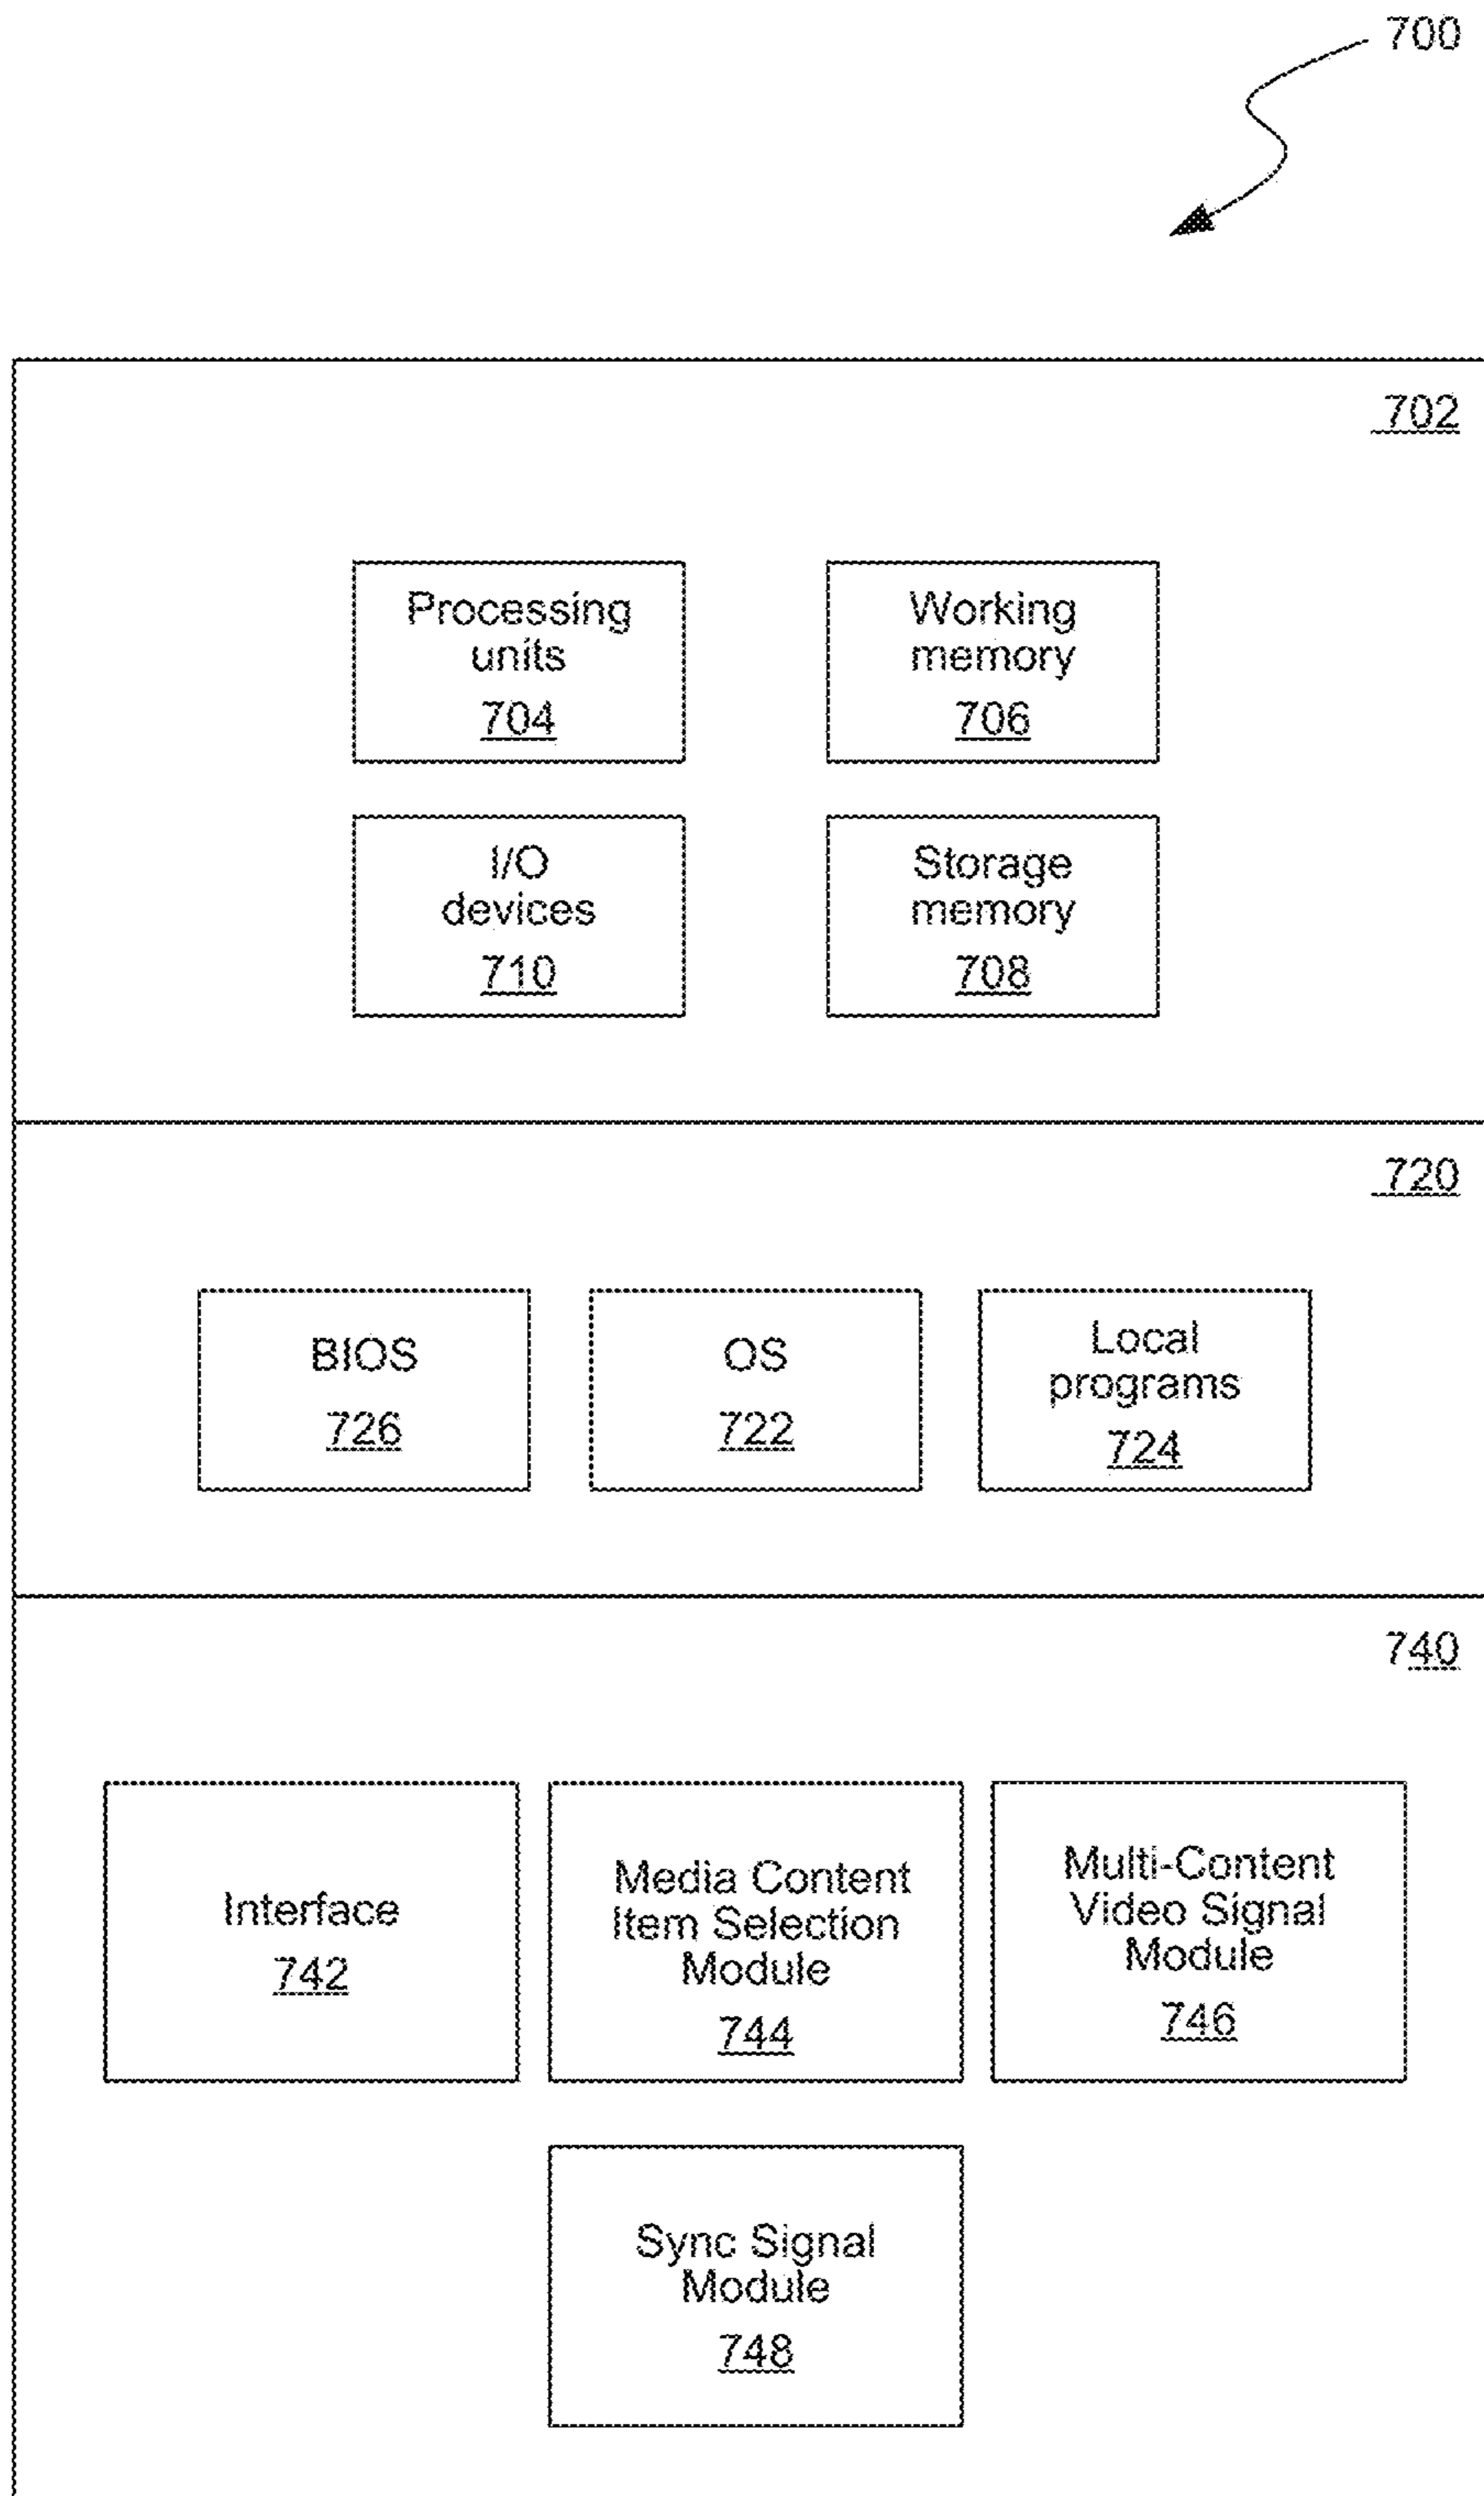 700
702
Processing
units
704
Working
memory
706
I/O
devices
710
Storage
memory
708
720
BIOS
726
OS
722
Local
programs
724
740
Interface
742
Media Content
Item Selection
Module
744
Multi-Content
Video Signal
Module
746
Sync Signal
Module
748